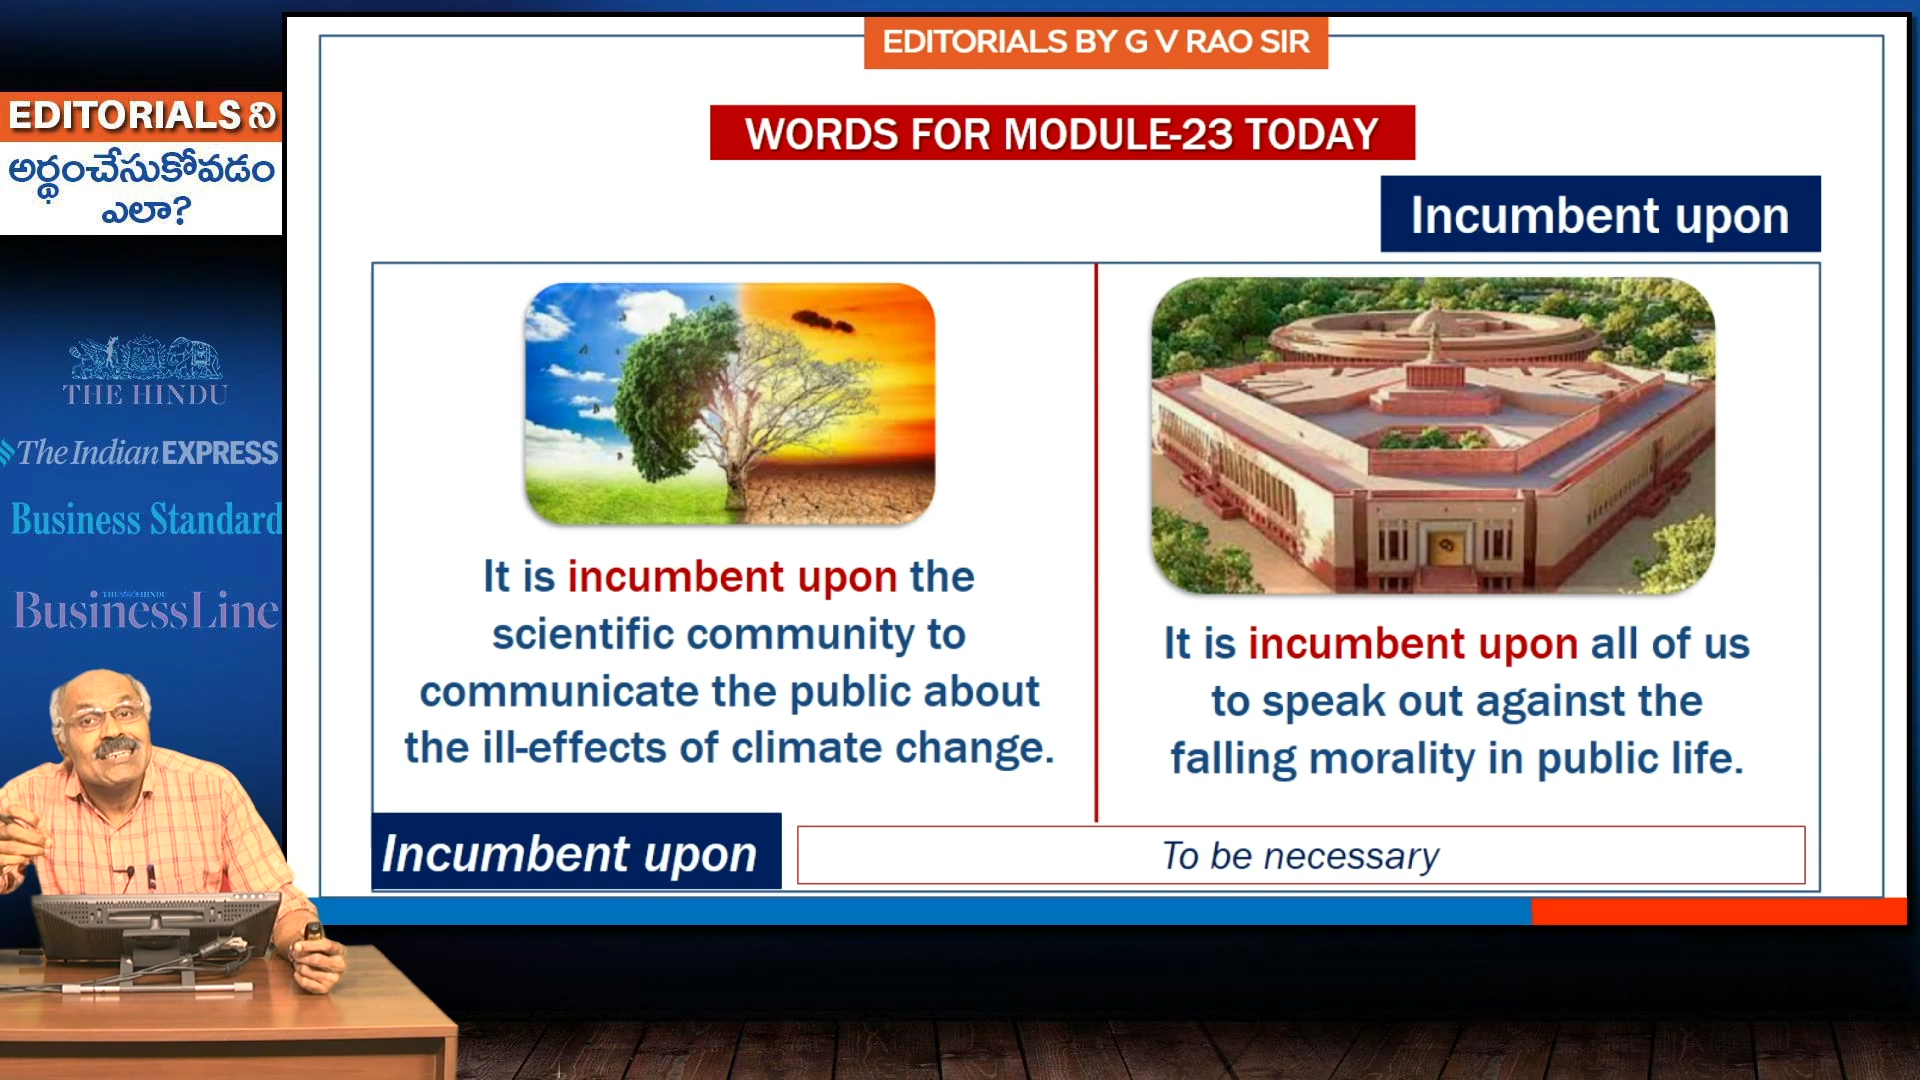 EDITORIALS BY G V RAO SIR
EDITORIALS ని
అర్థంచేసుకోవడం
ఎలా?
WORDS FOR MODULE-23 TODAY
Incumbent upon
THE HINDU
The Indian EXPRESS
Business Standard
THE HINDU
BusinessLine
It is incumbent upon the
scientific community to
communicate the public about
the ill-effects of climate change.
It is incumbent upon all of us
to speak out against the
falling morality in public life.
Incumbent upon
To be necessary